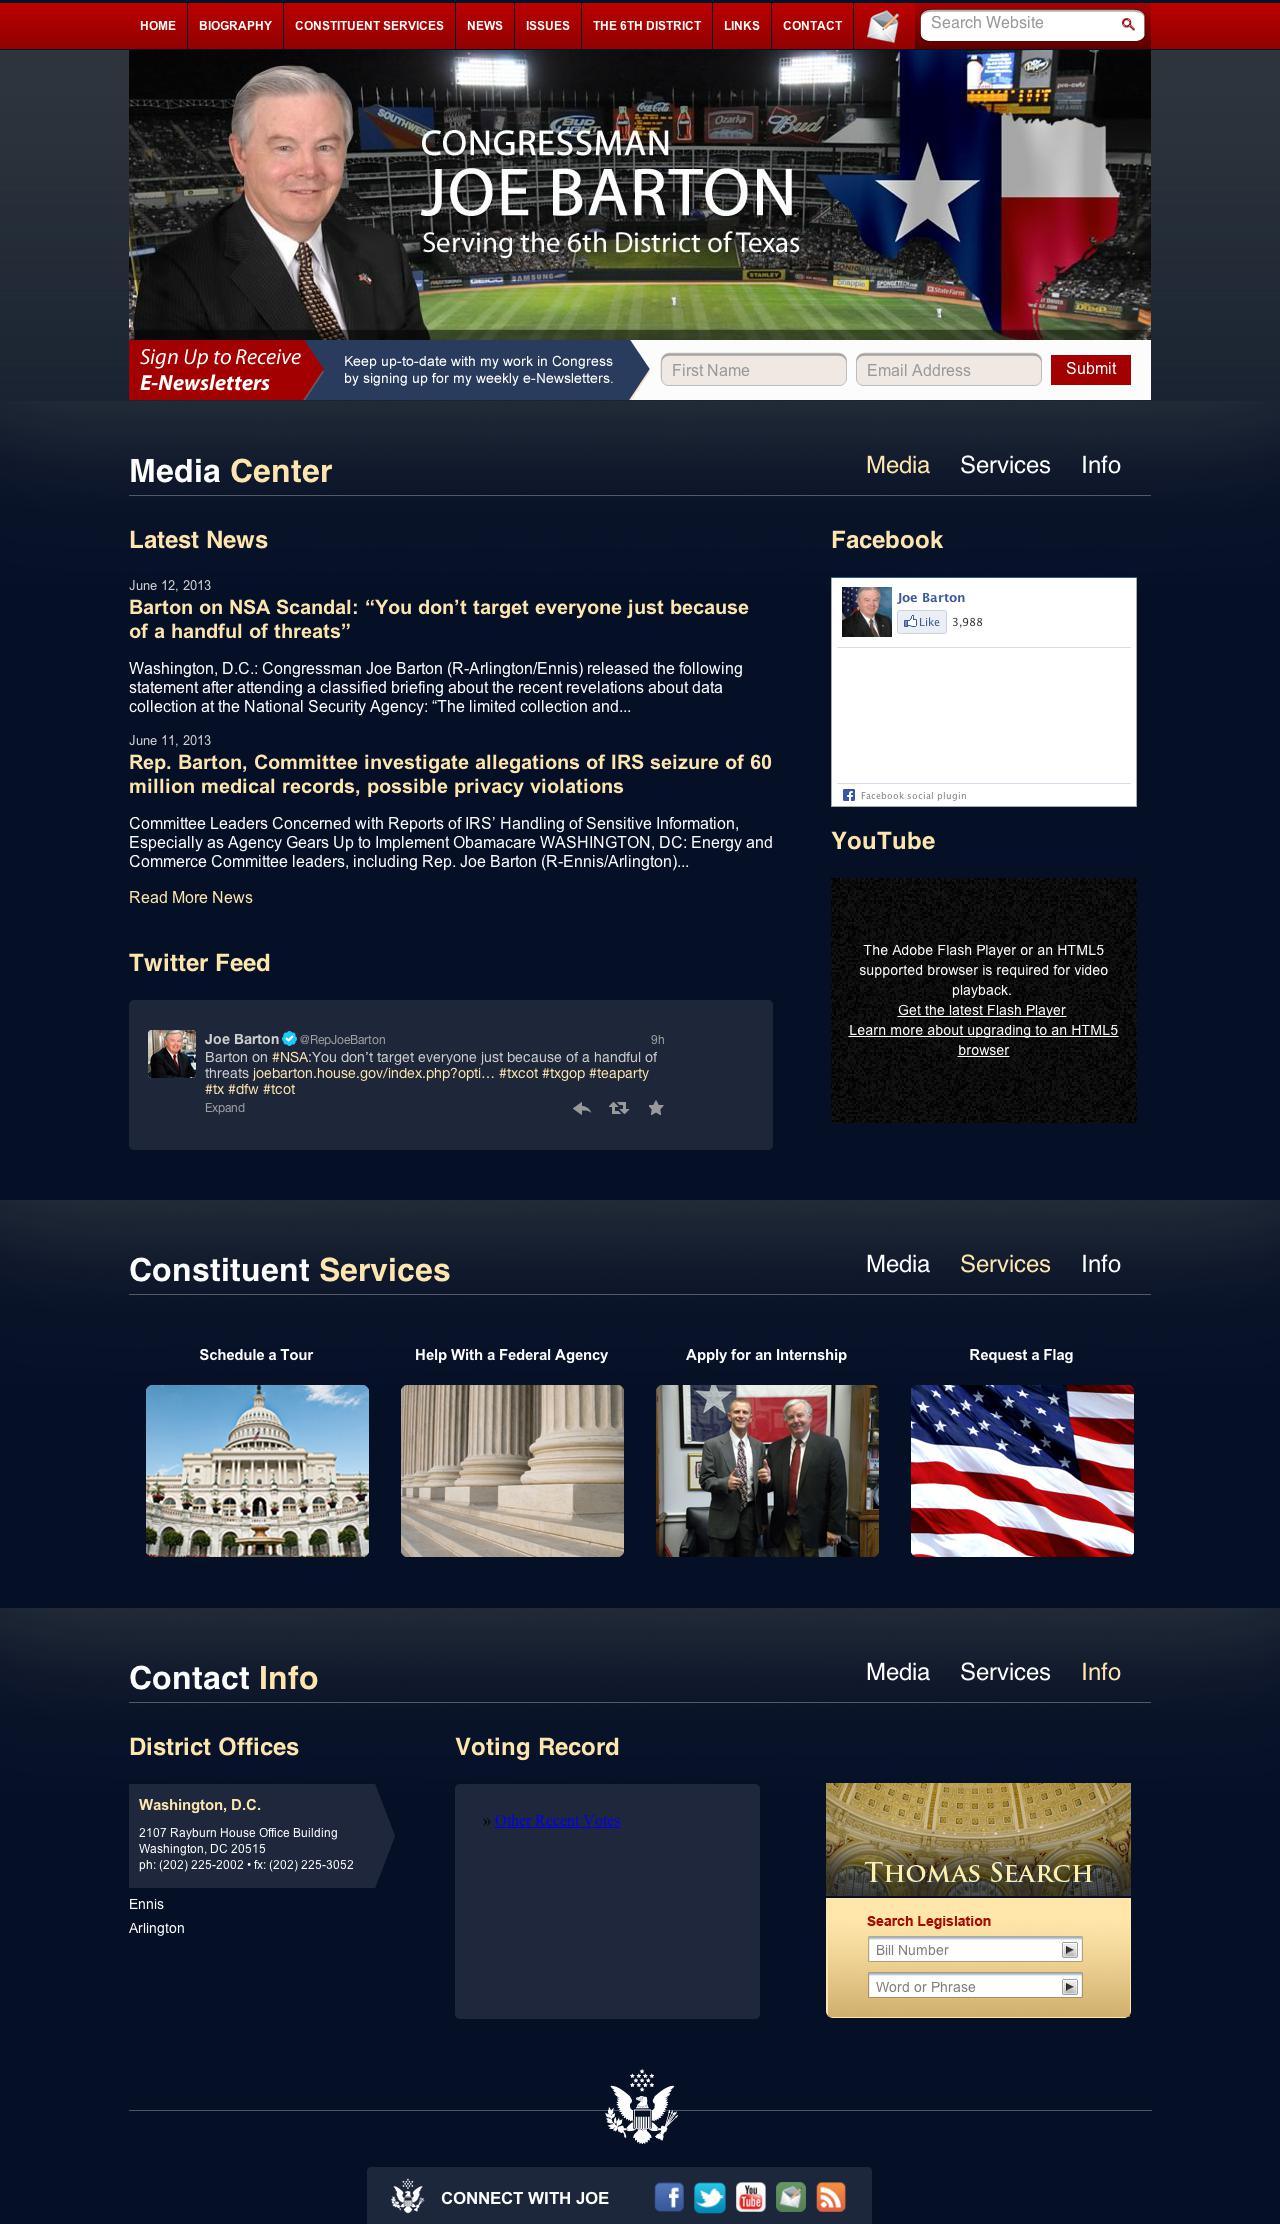 HOME
BIOGRAPHY
CONSTITUENT SERVICES
NEWS
ISSUES
THE 6TH DISTRICT
LINKS
CONTACT
Search Website
SOUTHWEST
Coca-Cola
Ozarka
Bud
CONGRESSMAN
JOE BARTON
Serving the 6th District of Texas
GEICO
SAMSUNG
STANLEY
StateFarm
Sign Up to Receive
E-Newsletters
Keep up-to-date with my work in Congress
by signing up for my weekly e-Newsletters.
First Name
Email Address
Submit
Media Center
Media
Services
Info
Latest News
June 12, 2013
Barton on NSA Scandal: “You don’t target everyone just because
of a handful of threats”
Washington, D.C.: Congressman Joe Barton (R-Arlington/Ennis) released the following
statement after attending a classified briefing about the recent revelations about data
collection at the National Security Agency: “The limited collection and...
June 11, 2013
Rep. Barton, Committee investigate allegations of IRS seizure of 60
million medical records, possible privacy violations
Committee Leaders Concerned with Reports of IRS’ Handling of Sensitive Information,
Especially as Agency Gears Up to Implement Obamacare WASHINGTON, DC: Energy and
Commerce Committee leaders, including Rep. Joe Barton (R-Ennis/Arlington)...
Read More News
Facebook
Joe Barton
Like
3,988
Facebook social plugin
YouTube
The Adobe Flash Player or an HTML5
supported browser is required for video
playback.
Get the latest Flash Player
Learn more about upgrading to an HTML5
browser
Twitter Feed
Joe Barton @RepJoeBarton 9h
Barton on #NSA:You don’t target everyone just because of a handful of
threats joebarton.house.gov/index.php?opti… #txcot #txgop #teaparty
#tx #dfw #tcot
Expand
Constituent Services
Media
Services
Info
Schedule a Tour
Help With a Federal Agency
Apply for an Internship
Request a Flag
Contact Info
Media
Services
Info
District Offices
Washington, D.C.
2107 Rayburn House Office Building
Washington, DC 20515
ph: (202) 225-2002 • fx: (202) 225-3052
Ennis
Arlington
Voting Record
» Other Recent Votes
THOMAS SEARCH
Search Legislation
Bill Number
Word or Phrase
CONNECT WITH JOE
You
Tube